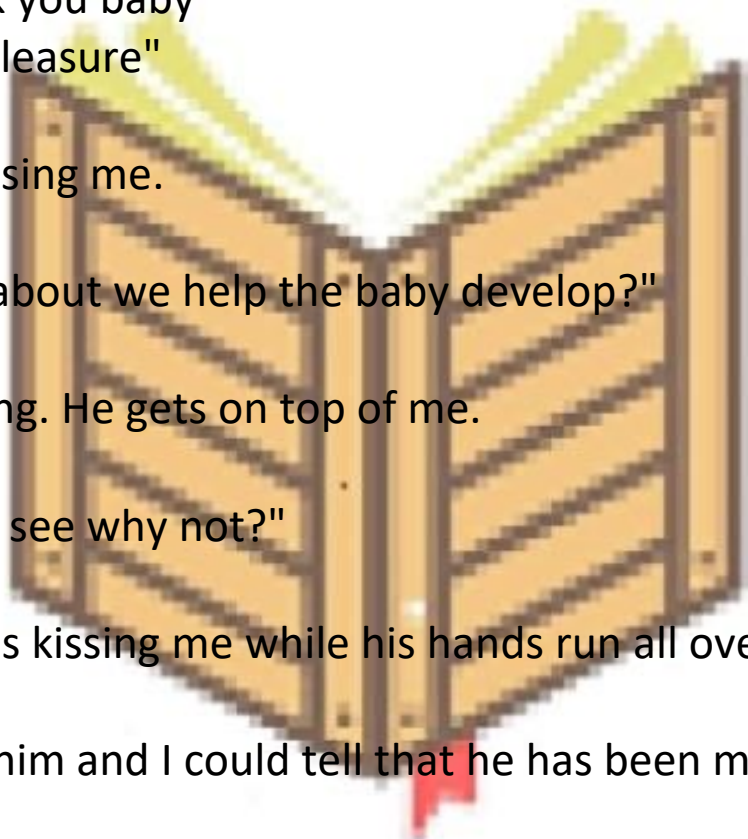 you baby
leasure"
sing me.
about we help the baby develop?"
ng. He gets on top of me.
see why not?"
s kissing me while his hands run all ove
him and I could tell that he has been m